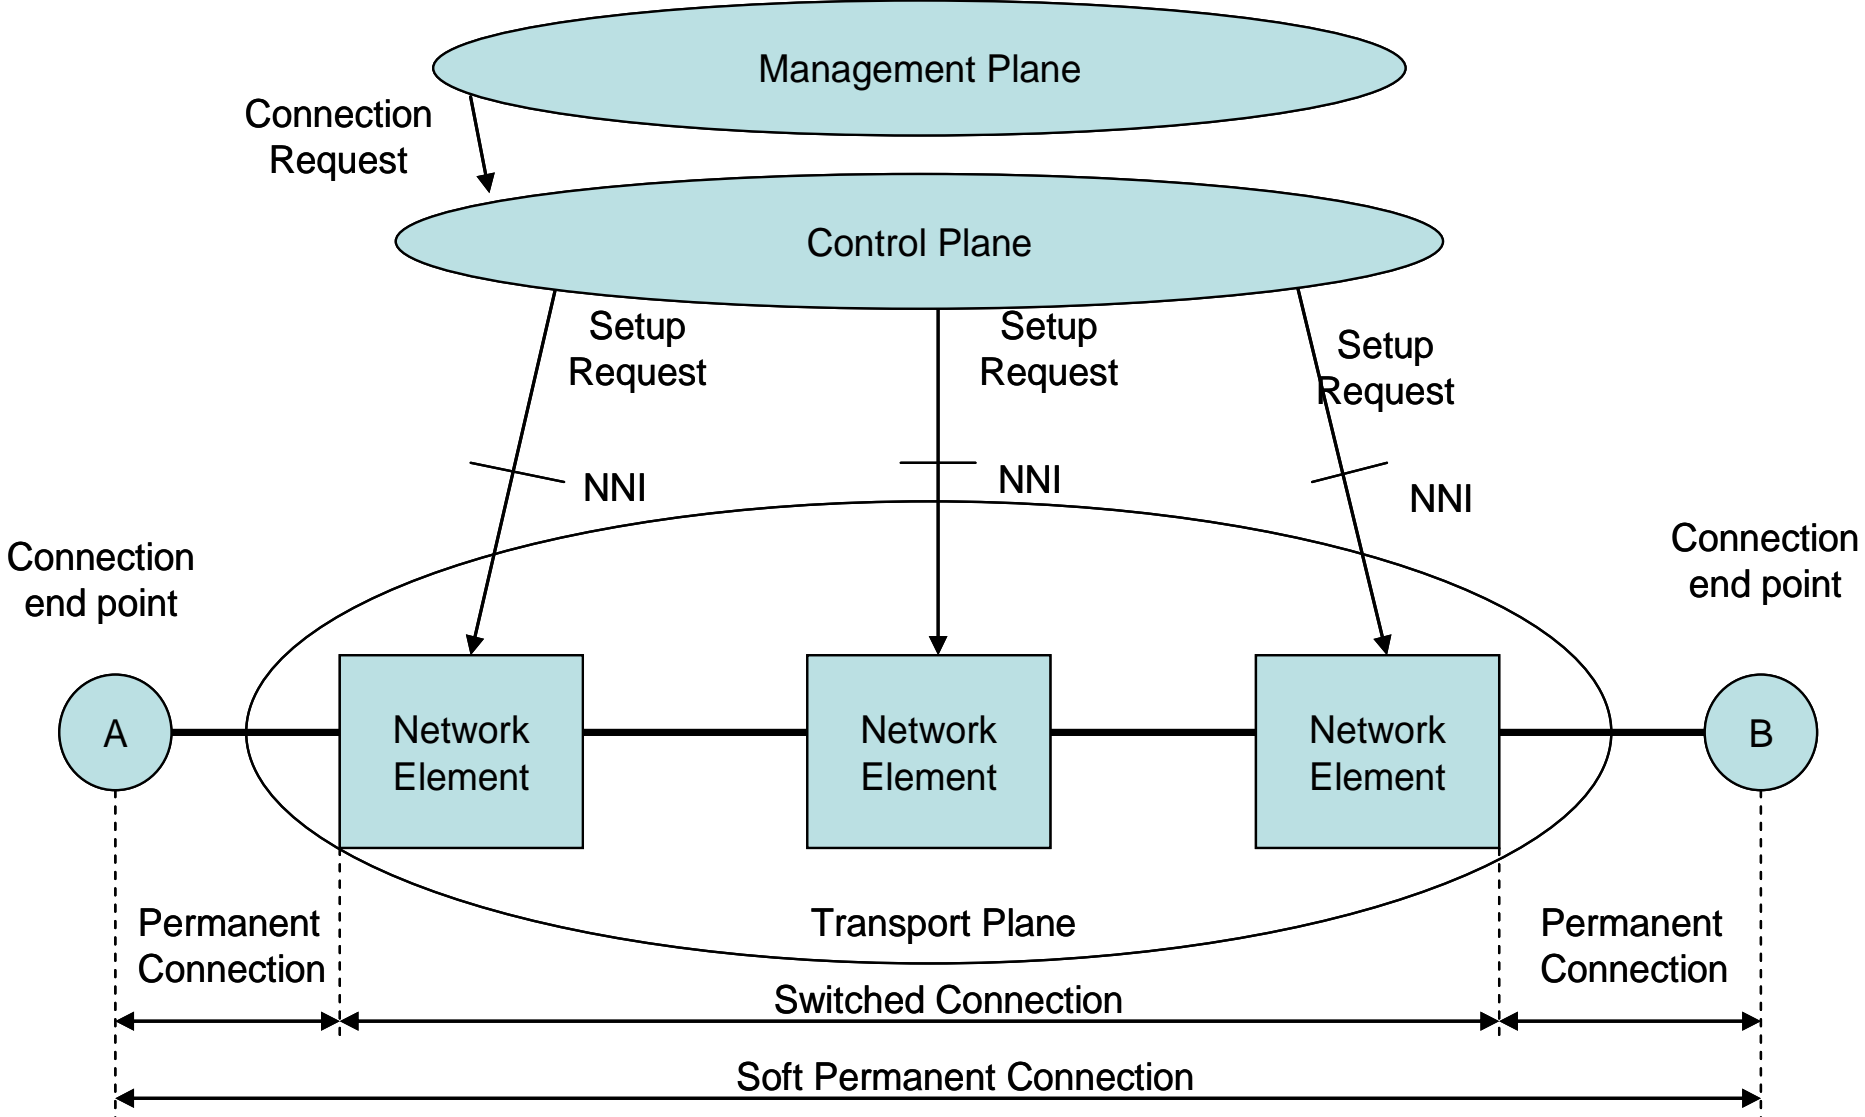 Management Plane
Connection
Request
Control Plane
Setup
Request
Setup
Request
Setup
Request
NNI
NNI
NNI
Connection
end point
Connection
end point
A
Network
Element
Network
Element
Network
Element
B
Transport Plane
Permanent
Connection
Permanent
Connection
Switched Connection
Soft Permanent Connection